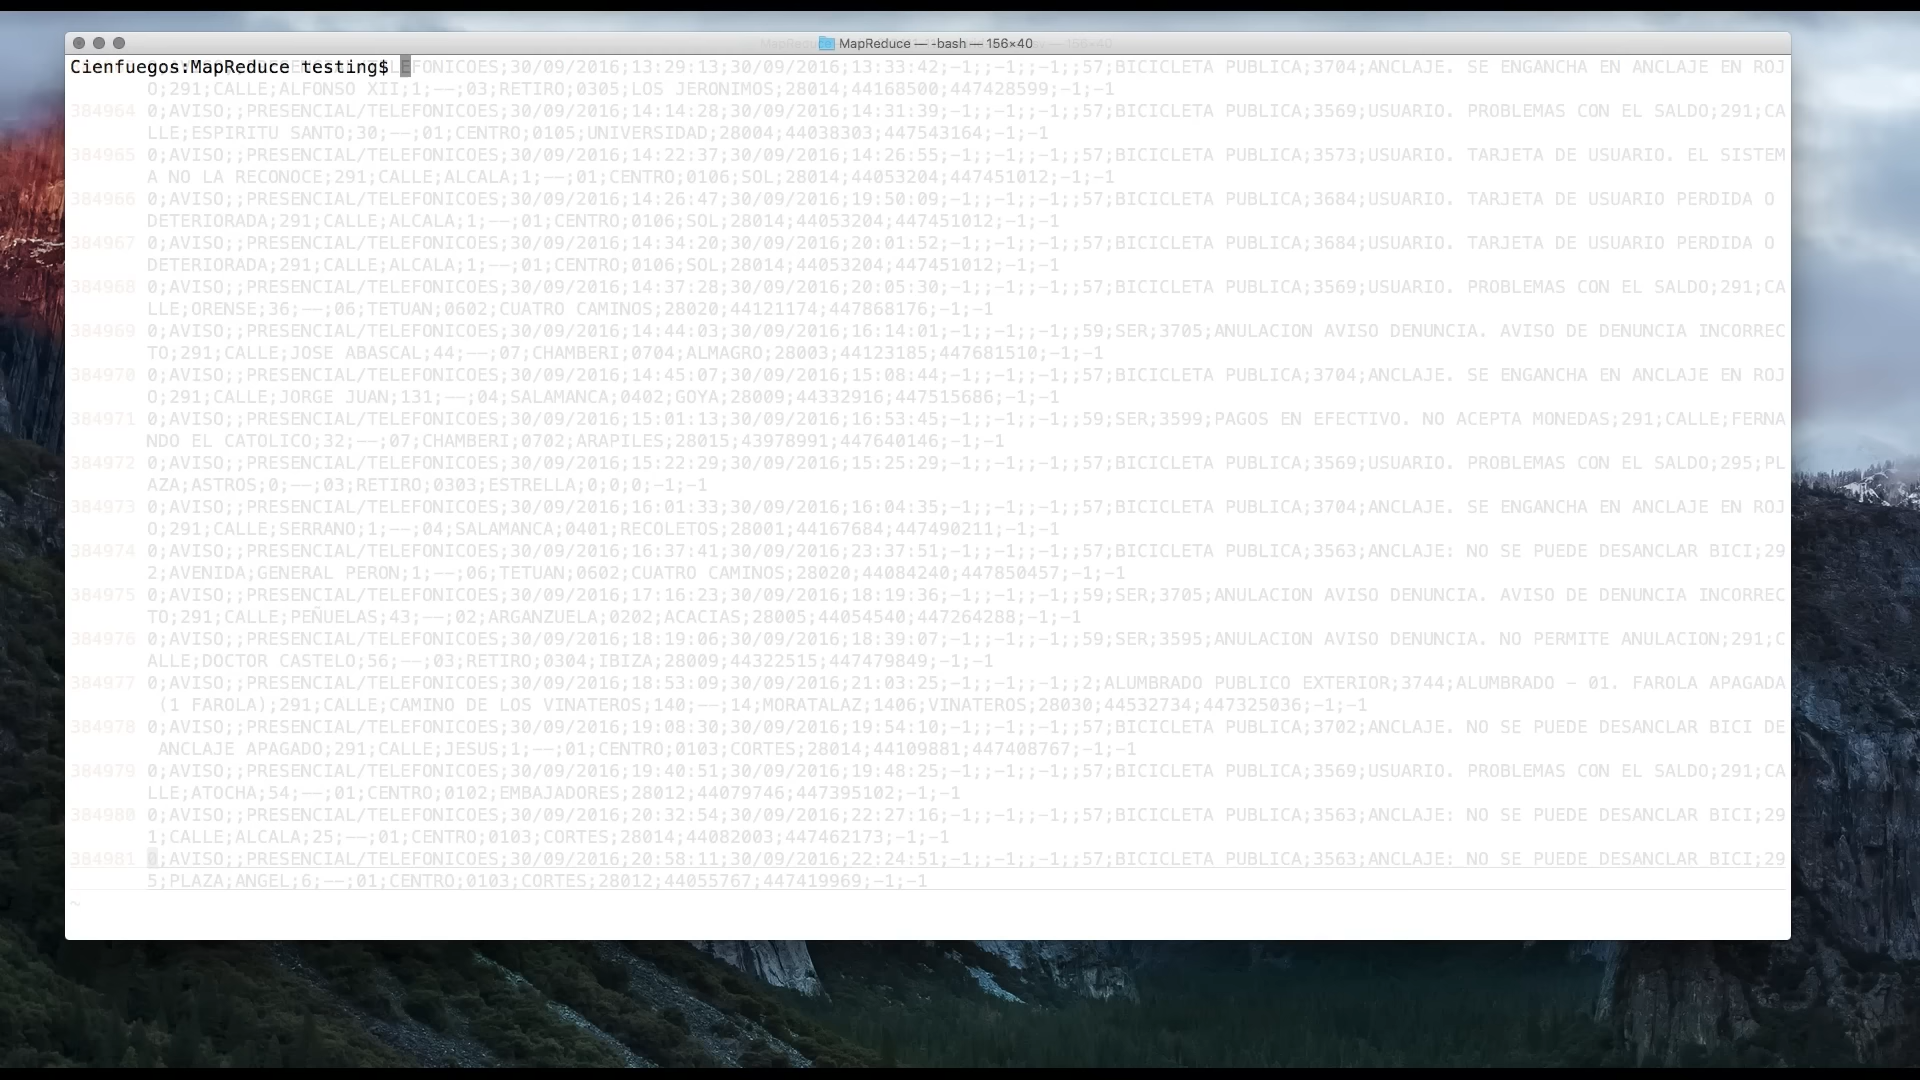 MapReduce — -bash — 156×40
Cienfuegos:MapReduce testing$ FONICOES;30/09/2016;13:29:13;30/09/2016;13:33:42;-1;;-1;;-1;;57;BICICLETA PUBLICA;3704;ANCLAJE. SE ENGANCHA EN ANCLAJE EN ROJ
O;291;CALLE;ALFONSO XII;1;--;03;RETIRO;0305;LOS JERONIMOS;28014;44168500;447428599;-1;-1
384964 0;AVISO;;PRESENCIAL/TELEFONICOES;30/09/2016;14:14:28;30/09/2016;14:31:39;-1;;-1;;-1;;57;BICICLETA PUBLICA;3569;USUARIO. PROBLEMAS CON EL SALDO;291;CA
LLE;ESPIRITU SANTO;30;--;01;CENTRO;0105;UNIVERSIDAD;28004;44038303;447543164;-1;-1
384965 0;AVISO;;PRESENCIAL/TELEFONICOES;30/09/2016;14:22:37;30/09/2016;14:26:55;-1;;-1;;-1;;57;BICICLETA PUBLICA;3573;USUARIO. TARJETA DE USUARIO. EL SISTEM
A NO LA RECONOCE;291;CALLE;ALCALA;1;--;01;CENTRO;0106;SOL;28014;44053204;447451012;-1;-1
384966 0;AVISO;;PRESENCIAL/TELEFONICOES;30/09/2016;14:26:47;30/09/2016;19:50:09;-1;;-1;;-1;;57;BICICLETA PUBLICA;3684;USUARIO. TARJETA DE USUARIO PERDIDA O
DETERIORADA;291;CALLE;ALCALA;1;--;01;CENTRO;0106;SOL;28014;44053204;447451012;-1;-1
384967 0;AVISO;;PRESENCIAL/TELEFONICOES;30/09/2016;14:34:20;30/09/2016;20:01:52;-1;;-1;;-1;;57;BICICLETA PUBLICA;3684;USUARIO. TARJETA DE USUARIO PERDIDA O
DETERIORADA;291;CALLE;ALCALA;1;--;01;CENTRO;0106;SOL;28014;44053204;447451012;-1;-1
384968 0;AVISO;;PRESENCIAL/TELEFONICOES;30/09/2016;14:37:28;30/09/2016;20:05:30;-1;;-1;;-1;;57;BICICLETA PUBLICA;3569;USUARIO. PROBLEMAS CON EL SALDO;291;CA
LLE;ORENSE;36;--;06;TETUAN;0602;CUATRO CAMINOS;28020;44121174;447868176;-1;-1
384969 0;AVISO;;PRESENCIAL/TELEFONICOES;30/09/2016;14:44:03;30/09/2016;16:14:01;-1;;-1;;-1;;59;SER;3705;ANULACION AVISO DENUNCIA. AVISO DE DENUNCIA INCORREC
TO;291;CALLE;JOSE ABASCAL;44;--;07;CHAMBERI;0704;ALMAGRO;28003;44123185;447681510;-1;-1
384970 0;AVISO;;PRESENCIAL/TELEFONICOES;30/09/2016;14:45:07;30/09/2016;15:08:44;-1;;-1;;-1;;57;BICICLETA PUBLICA;3704;ANCLAJE. SE ENGANCHA EN ANCLAJE EN ROJ
O;291;CALLE;JORGE JUAN;131;--;04;SALAMANCA;0402;GOYA;28009;44332916;447515686;-1;-1
384971 0;AVISO;;PRESENCIAL/TELEFONICOES;30/09/2016;15:01:13;30/09/2016;16:53:45;-1;;-1;;-1;;59;SER;3599;PAGOS EN EFECTIVO. NO ACEPTA MONEDAS;291;CALLE;FERNA
NDO EL CATOLICO;32;--;07;CHAMBERI;0702;ARAPILES;28015;43978991;447640146;-1;-1
384972 0;AVISO;;PRESENCIAL/TELEFONICOES;30/09/2016;15:22:29;30/09/2016;15:25:29;-1;;-1;;-1;;57;BICICLETA PUBLICA;3569;USUARIO. PROBLEMAS CON EL SALDO;295;PL
AZA;ASTROS;0;--;03;RETIRO;0303;ESTRELLA;0;0;0;-1;-1
384973 0;AVISO;;PRESENCIAL/TELEFONICOES;30/09/2016;16:01:33;30/09/2016;16:04:35;-1;;-1;;-1;;57;BICICLETA PUBLICA;3704;ANCLAJE. SE ENGANCHA EN ANCLAJE EN ROJ
O;291;CALLE;SERRANO;1;--;04;SALAMANCA;0401;RECOLETOS;28001;44167684;447490211;-1;-1
384974 0;AVISO;;PRESENCIAL/TELEFONICOES;30/09/2016;16:37:41;30/09/2016;23:37:51;-1;;-1;;-1;;57;BICICLETA PUBLICA;3563;ANCLAJE: NO SE PUEDE DESANCLAR BICI;29
2;AVENIDA;GENERAL PERON;1;--;06;TETUAN;0602;CUATRO CAMINOS;28020;44084240;447850457;-1;-1
384975 0;AVISO;;PRESENCIAL/TELEFONICOES;30/09/2016;17:16:23;30/09/2016;18:19:36;-1;;-1;;-1;;59;SER;3705;ANULACION AVISO DENUNCIA. AVISO DE DENUNCIA INCORREC
TO;291;CALLE;PEÑUELAS;43;--;02;ARGANZUELA;0202;ACACIAS;28005;44054540;447264288;-1;-1
384976 0;AVISO;;PRESENCIAL/TELEFONICOES;30/09/2016;18:19:06;30/09/2016;18:39:07;-1;;-1;;-1;;59;SER;3595;ANULACION AVISO DENUNCIA. NO PERMITE ANULACION;291;C
ALLE;DOCTOR CASTELO;56;--;03;RETIRO;0304;IBIZA;28009;44322515;447479849;-1;-1
384977 0;AVISO;;PRESENCIAL/TELEFONICOES;30/09/2016;18:53:09;30/09/2016;21:03:25;-1;;-1;;-1;;2;ALUMBRADO PUBLICO EXTERIOR;3744;ALUMBRADO - 01. FAROLA APAGADA
(1 FAROLA);291;CALLE;CAMINO DE LOS VINATEROS;140;--;14;MORATALAZ;1406;VINATEROS;28030;44532734;447325036;-1;-1
384978 0;AVISO;;PRESENCIAL/TELEFONICOES;30/09/2016;19:08:30;30/09/2016;19:54:10;-1;;-1;;-1;;57;BICICLETA PUBLICA;3702;ANCLAJE. NO SE PUEDE DESANCLAR BICI DE
ANCLAJE APAGADO;291;CALLE;JESUS;1;--;01;CENTRO;0103;CORTES;28014;44109881;447408767;-1;-1
384979 0;AVISO;;PRESENCIAL/TELEFONICOES;30/09/2016;19:40:51;30/09/2016;19:48:25;-1;;-1;;-1;;57;BICICLETA PUBLICA;3569;USUARIO. PROBLEMAS CON EL SALDO;291;CA
LLE;ATOCHA;54;--;01;CENTRO;0102;EMBAJADORES;28012;44079746;447395102;-1;-1
384980 0;AVISO;;PRESENCIAL/TELEFONICOES;30/09/2016;20:32:54;30/09/2016;22:27:16;-1;;-1;;-1;;57;BICICLETA PUBLICA;3563;ANCLAJE: NO SE PUEDE DESANCLAR BICI;29
1;CALLE;ALCALA;25;--;01;CENTRO;0103;CORTES;28014;44082003;447462173;-1;-1
384981 0;AVISO;;PRESENCIAL/TELEFONICOES;30/09/2016;20:58:11;30/09/2016;22:24:51;-1;;-1;;-1;;57;BICICLETA PUBLICA;3563;ANCLAJE: NO SE PUEDE DESANCLAR BICI;29
5;PLAZA;ANGEL;6;--;01;CENTRO;0103;CORTES;28012;44055767;447419969;-1;-1
~